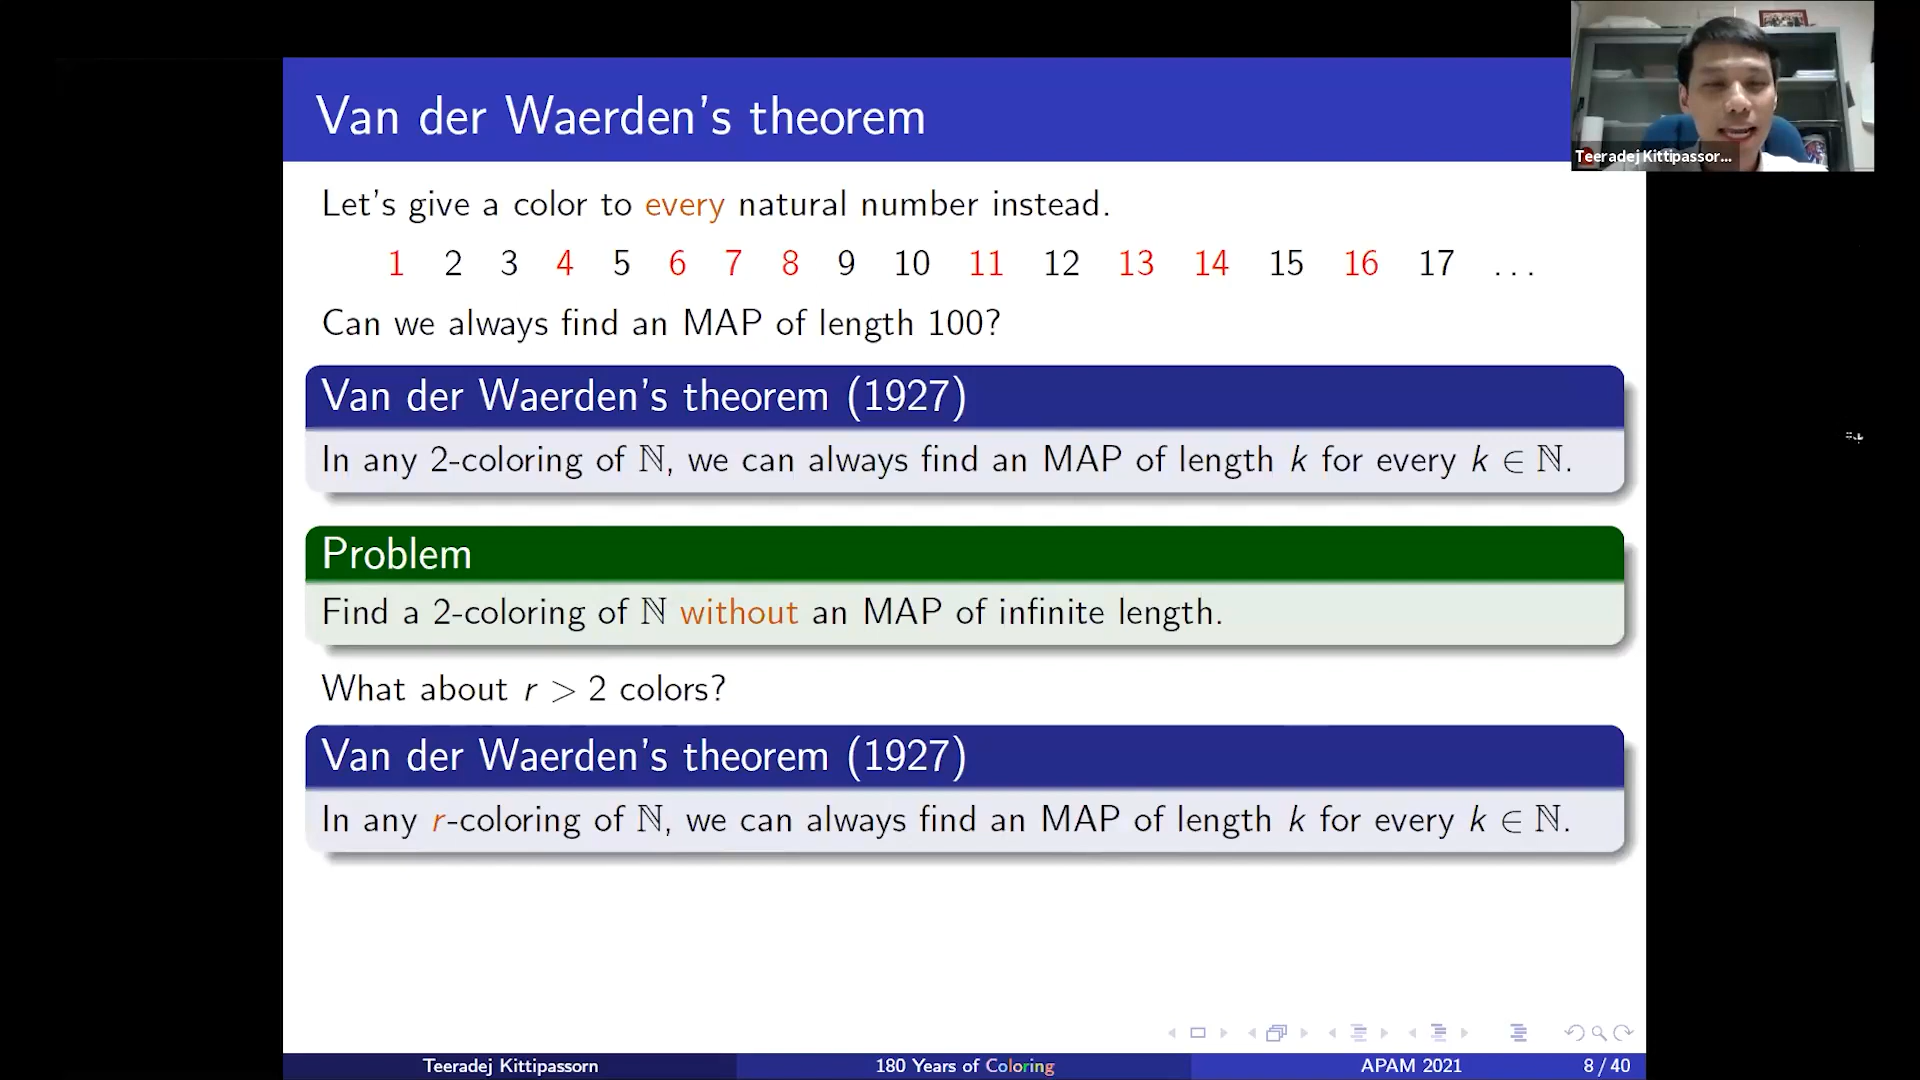 Van der Waerden's theorem
Teeradej Kittipassor...
Let's give a color to every natural number instead.
1 2 3 4 5 6 7 8 9 10 11 12 13 14 15 16 17 ...
Can we always find an MAP of length 100?
Van der Waerden's theorem (1927)
In any 2-coloring of ℕ, we can always find an MAP of length k for every k ∈ ℕ.
Problem
Find a 2-coloring of ℕ without an MAP of infinite length.
What about r > 2 colors?
Van der Waerden's theorem (1927)
In any r-coloring of ℕ, we can always find an MAP of length k for every k ∈ ℕ.
Teeradej Kittipassorn 180 Years of Coloring APAM 2021 8 / 40